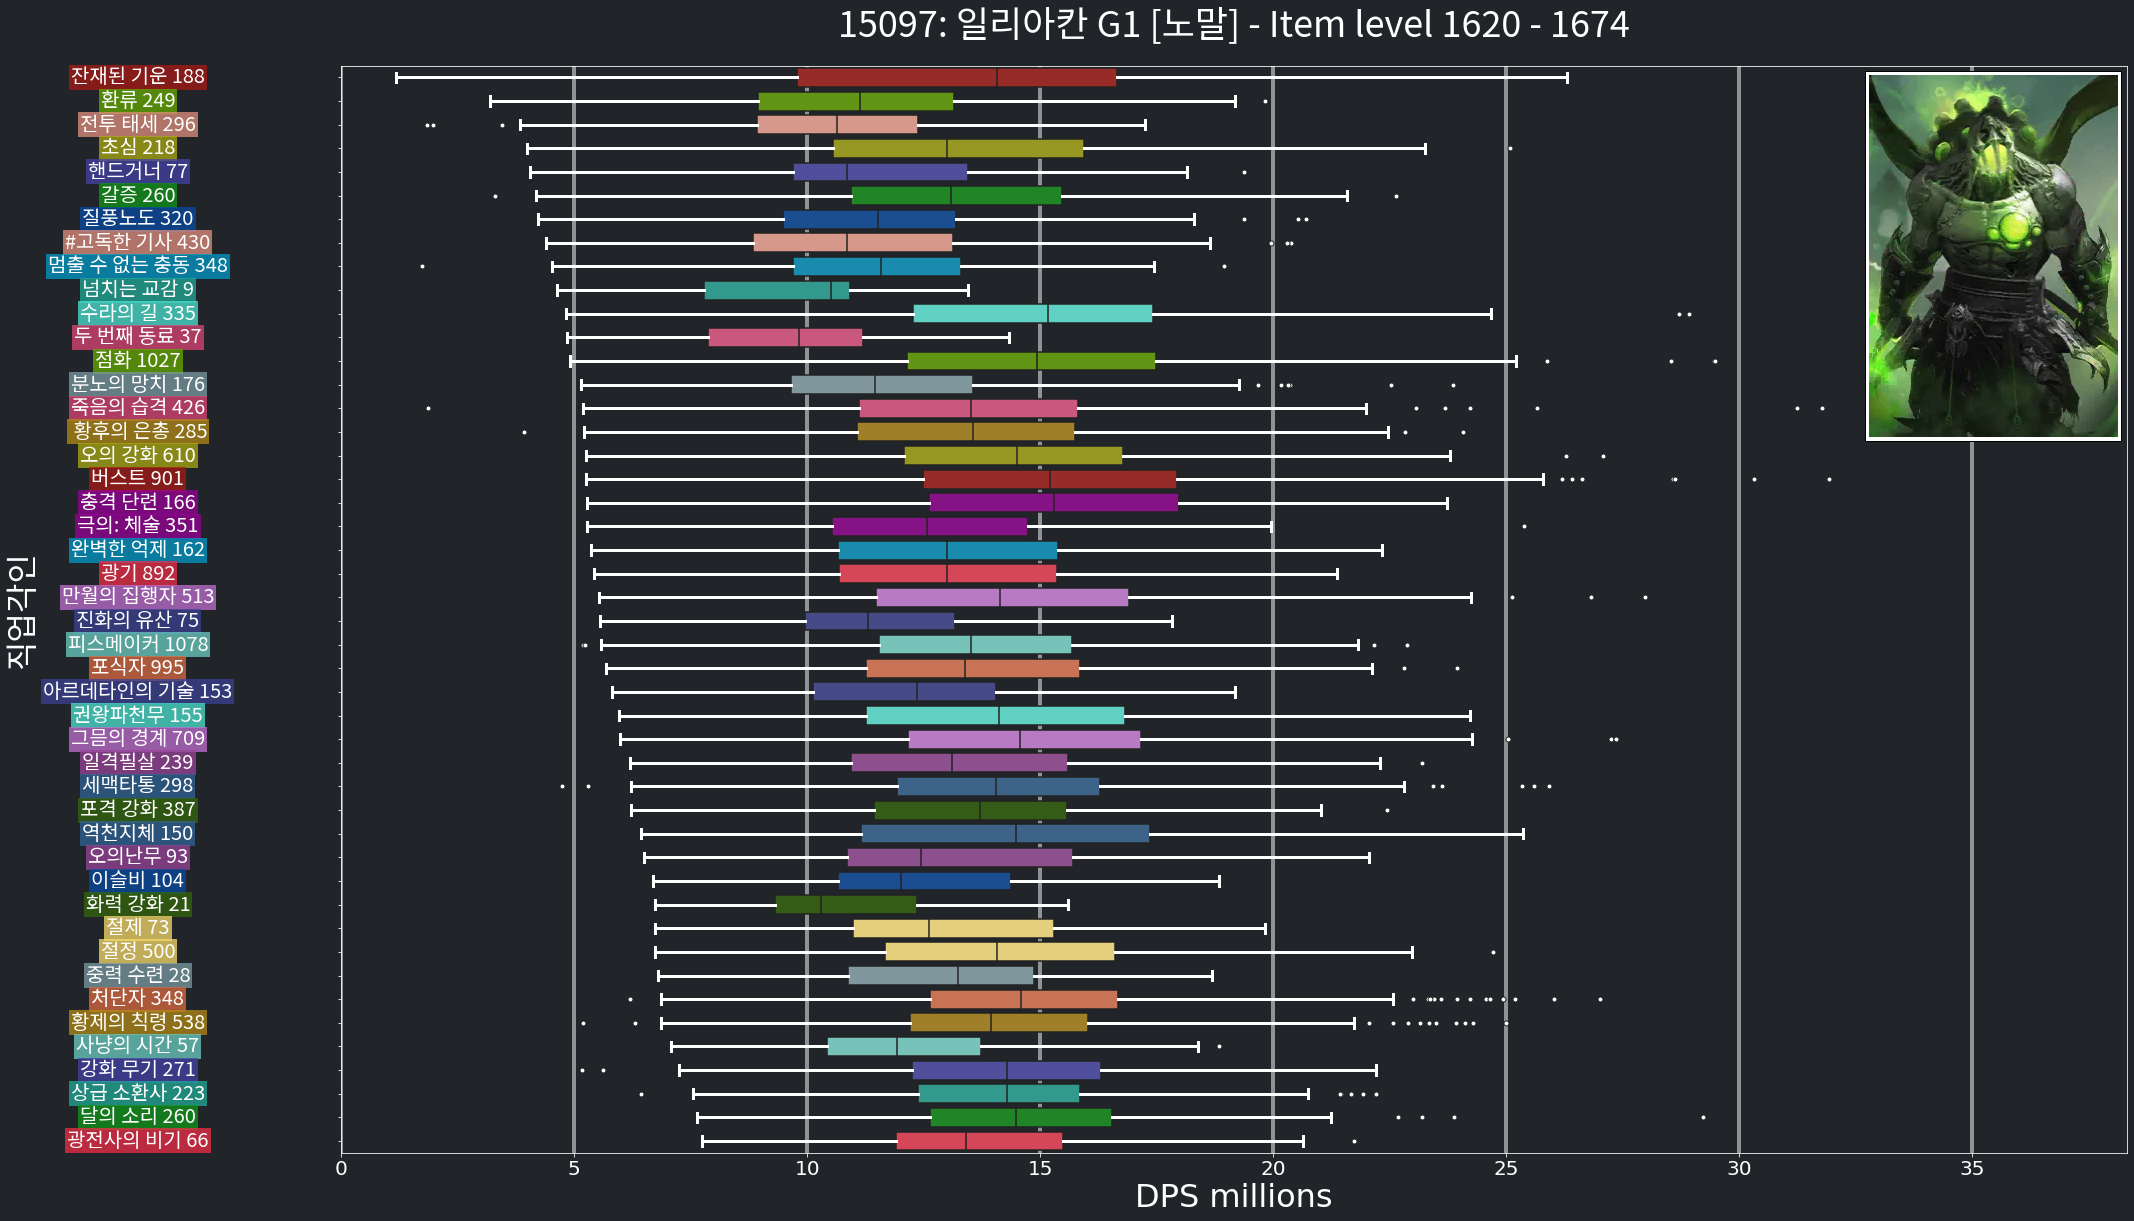 15097: 일리아칸 G1 [노말] - Item level 1620 - 1674
직업각인
잔재된 기운 188
환류 249
전투 태세 296
초심 218
핸드거너 77
갈증 260
질풍노도 320
#고독한 기사 430
멈출 수 없는 충동 348
넘치는 교감 9
수라의 길 335
두 번째 동료 37
점화 1027
분노의 망치 176
죽음의 습격 426
황후의 은총 285
오의 강화 610
버스트 901
충격 단련 166
극의: 체술 351
완벽한 억제 162
광기 892
만월의 집행자 513
진화의 유산 75
피스메이커 1078
포식자 995
아르데타인의 기술 153
권왕파천무 155
그믐의 경계 709
일격필살 239
세맥타통 298
포격 강화 387
역천지체 150
오의난무 93
이슬비 104
화력 강화 21
절제 73
절정 500
중력 수련 28
처단자 348
황제의 칙령 538
사냥의 시간 57
강화 무기 271
상급 소환사 223
달의 소리 260
광전사의 비기 66
0 5 10 15 20 25 30 35
DPS millions